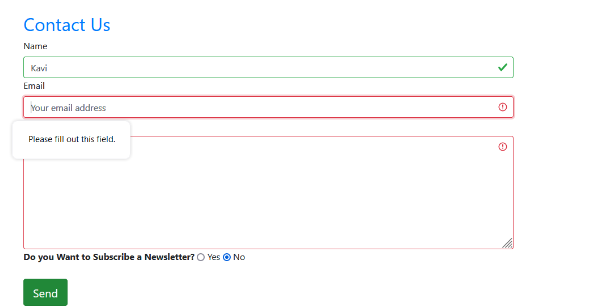 Contact Us
Name
Kavi
Email
Your email address
Please fill out this field.
Do you Want to Subscribe a Newsletter? Yes No
Send